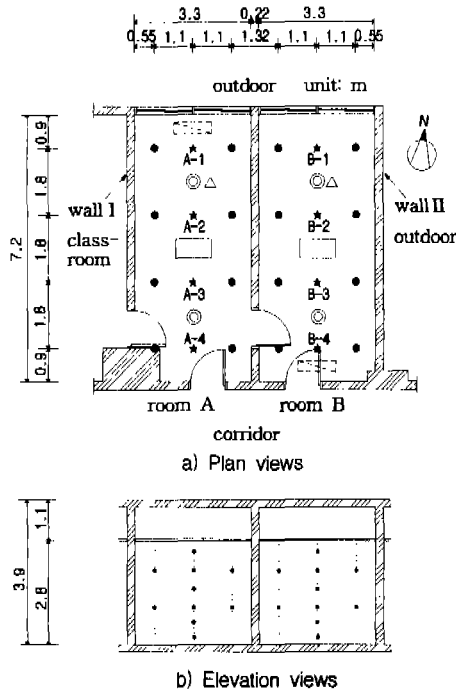 3.3 0.22 3.3
0.55 1.1 1.1 1.32 1.1 1.1 0.55
outdoor unit: m
N
0.9
1.8
1.8
1.8
0.9
7.2
A-1 B-1
wall I
class-
room
wall II
outdoor
A-2 B-2
A-3 B-3
A-4 B-4
room A room B
corridor
a) Plan views
1.1
2.8
3.9
b) Elevation views